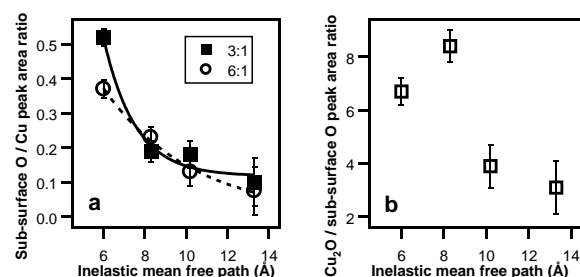 Sub-surface O / Cu peak area ratio
0.5
0.4
0.3
0.2
0.1
0.0
3:1
6:1
a
6 8 10 12 14
Inelastic mean free path (Å)
Cu₂O / sub-surface O peak area ratio
8
6
4
2
b
6 8 10 12 14
Inelastic mean free path (Å)